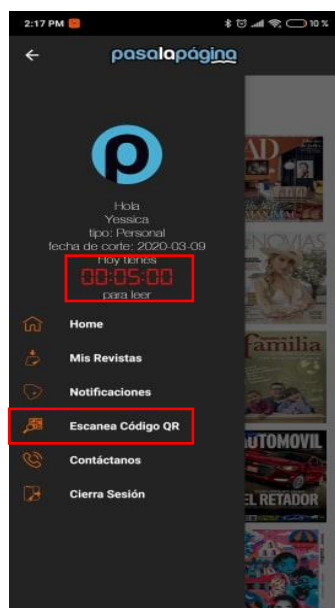 2:17 PM
10 %
pasalapágina
AD
Hola
Yessica
tipo: Personal
fecha de corte: 2020-03-09
Hoy tienes
00:05:00
para leer
NOVIAS
Home
familia
Mis Revistas
Notificaciones
Escanea Código QR
AUTOMOVIL
Contáctanos
Cierra Sesión
EL RETADOR